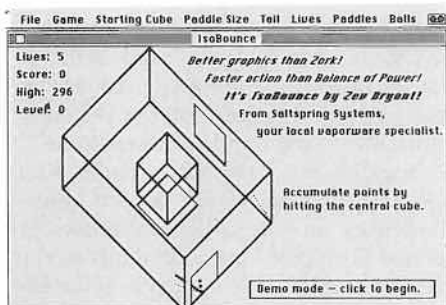 File Game Starting Cube Paddle Size Tail Lives Paddles Balls
IsoBounce
Lives: 5
Score: 0
High: 296
Level: 0
Better graphics than Zork!
Faster action than Balance of Power!
It's IsoBounce by Zev Bryant!
From Saltspring Systems,
your local vaporware specialist.
Accumulate points by
hitting the central cube.
Demo mode – click to begin.